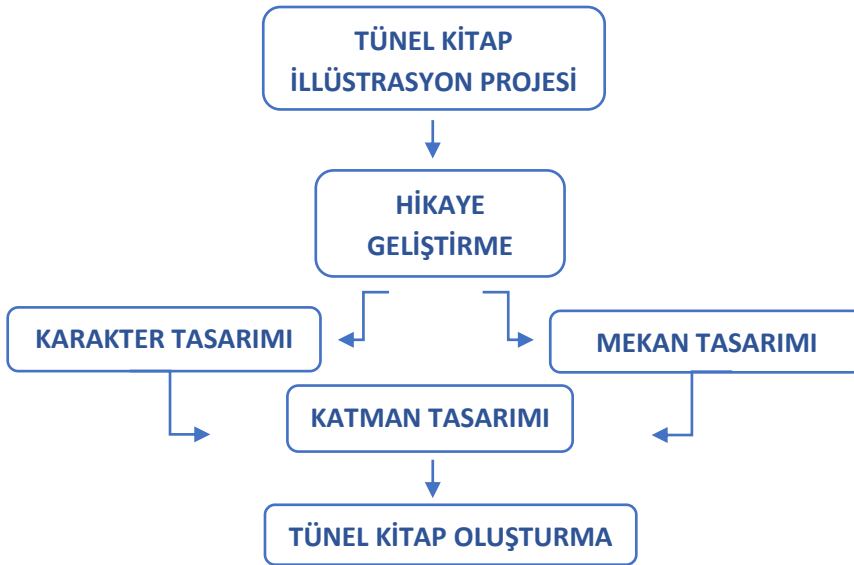 TÜNEL KİTAP
İLLÜSTRASYON PROJESİ
HİKAYE
GELİŞTİRME
KARAKTER TASARIMI
MEKAN TASARIMI
KATMAN TASARIMI
TÜNEL KİTAP OLUŞTURMA